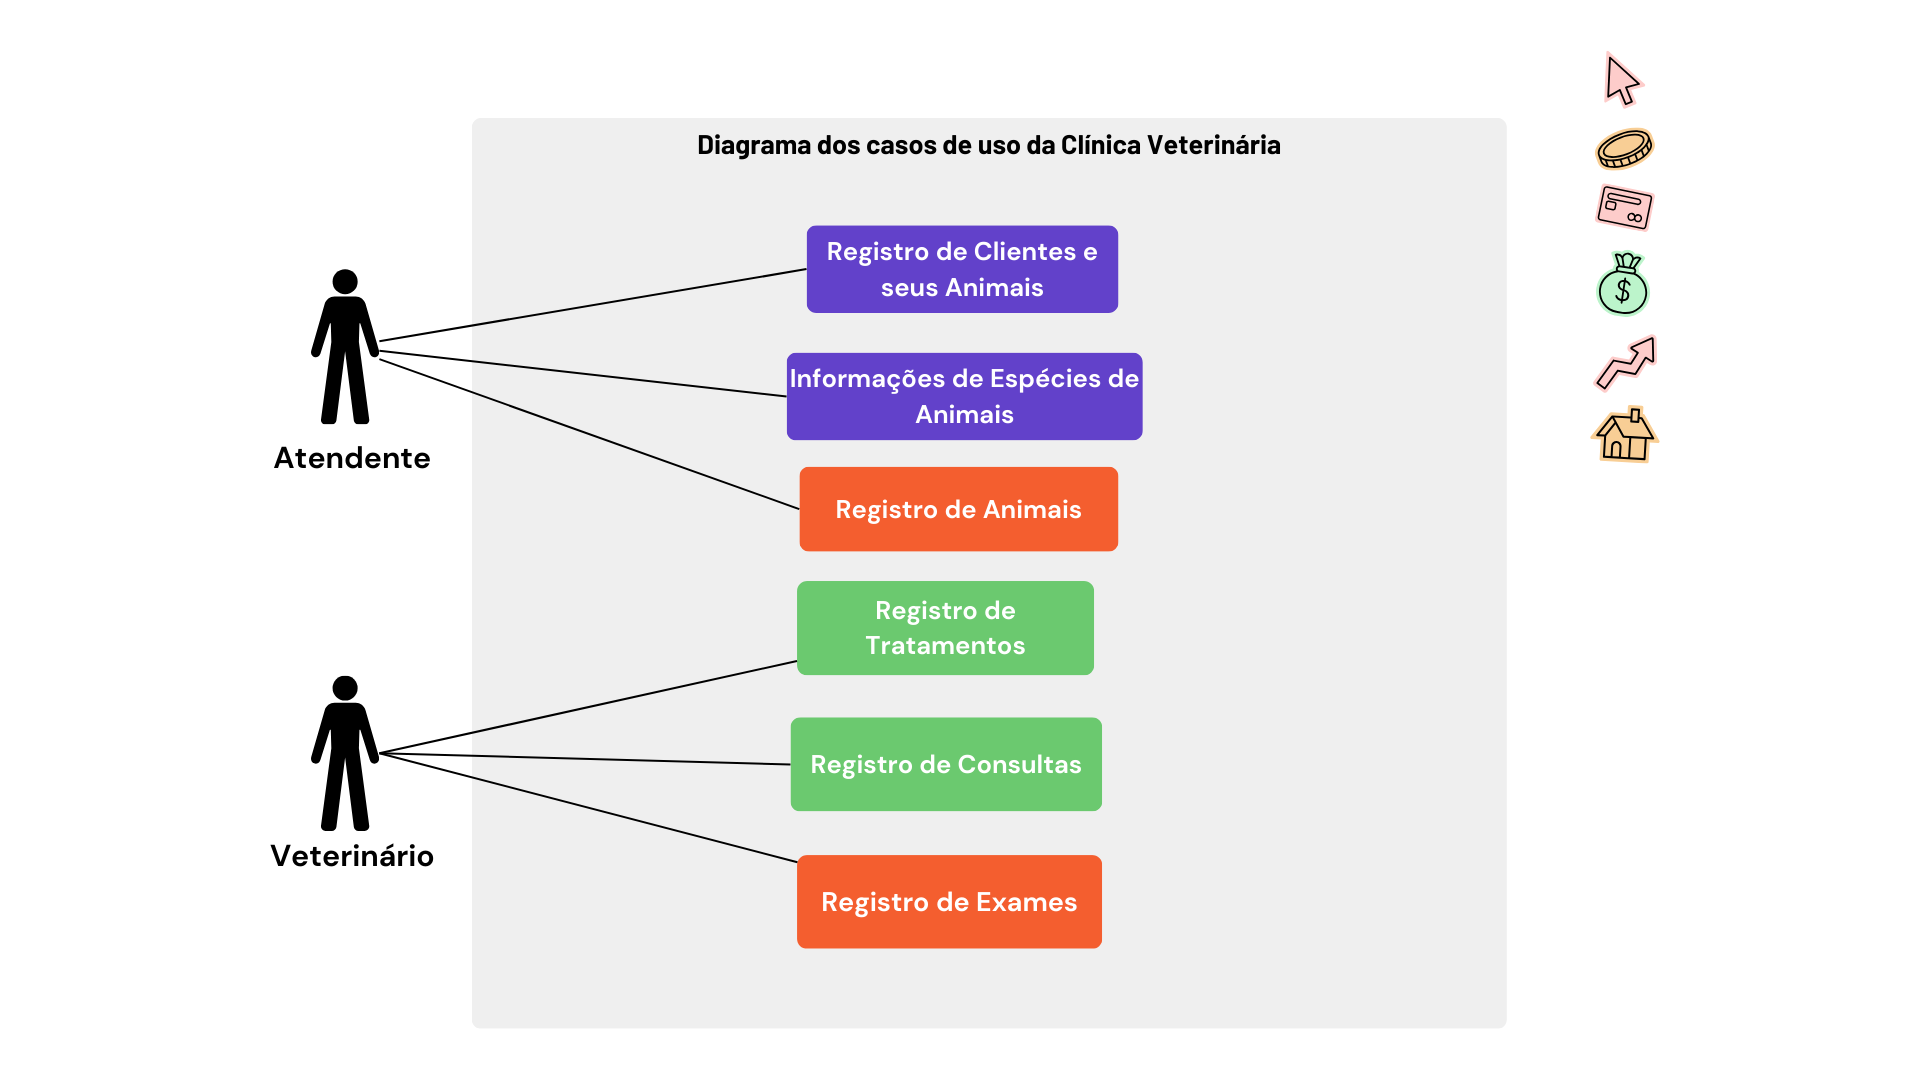 Diagrama dos casos de uso da Clínica Veterinária
Registro de Clientes e
seus Animais
Informações de Espécies de
Animais
Atendente
Registro de Animais
Registro de
Tratamentos
Registro de Consultas
Veterinário
Registro de Exames
$